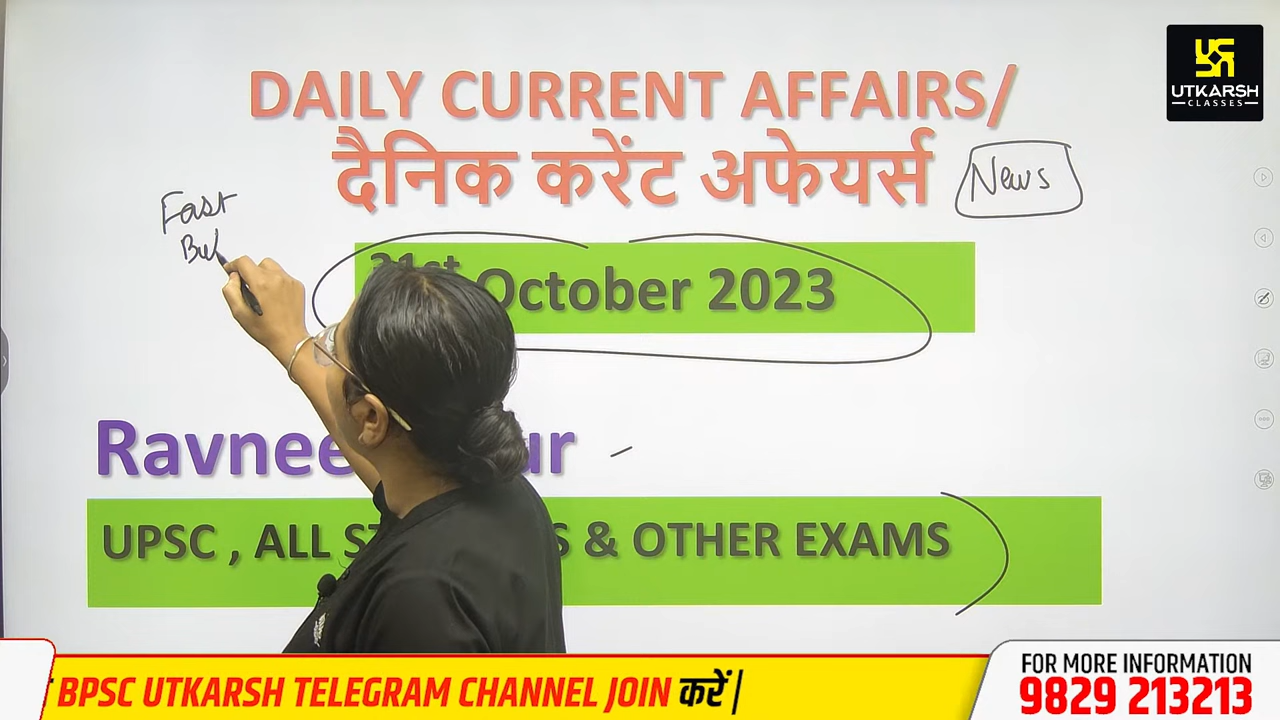 UTKARSH
CLASSES
DAILY CURRENT AFFAIRS/
दैनिक करेंट अफेयर्स
News
Fast
31st October 2023
UPSC , ALL & OTHER EXAMS
BPSC UTKARSH TELEGRAM CHANNEL JOIN करें |
FOR MORE INFORMATION
9829 213213